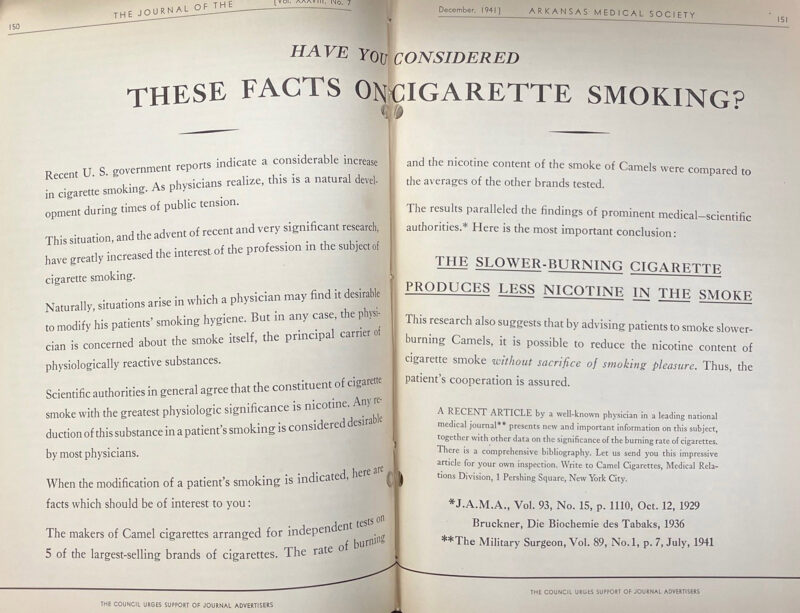 150
THE JOURNAL OF THE
[Vol. XXXVIII, No. 7
December, 1941]
ARKANSAS MEDICAL SOCIETY
151
HAVE YOU CONSIDERED
THESE FACTS ON CIGARETTE SMOKING?
Recent U. S. government reports indicate a considerable increase
in cigarette smoking. As physicians realize, this is a natural devel-
opment during times of public tension.
This situation, and the advent of recent and very significant research,
have greatly increased the interest of the profession in the subject of
cigarette smoking.
Naturally, situations arise in which a physician may find it desirable
to modify his patients' smoking hygiene. But in any case, the physi-
cian is concerned about the smoke itself, the principal carrier of
physiologically reactive substances.
Scientific authorities in general agree that the constituent of cigarette
smoke with the greatest physiologic significance is nicotine. Any re-
duction of this substance in a patient's smoking is considered desirable
by most physicians.
When the modification of a patient's smoking is indicated, here are
facts which should be of interest to you:
The makers of Camel cigarettes arranged for independent tests on
5 of the largest-selling brands of cigarettes. The rate of burning
THE COUNCIL URGES SUPPORT OF JOURNAL ADVERTISERS
and the nicotine content of the smoke of Camels were compared to
the averages of the other brands tested.
The results paralleled the findings of prominent medical—scientific
authorities.* Here is the most important conclusion:
THE SLOWER-BURNING CIGARETTE
PRODUCES LESS NICOTINE IN THE SMOKE
This research also suggests that by advising patients to smoke slower-
burning Camels, it is possible to reduce the nicotine content of
cigarette smoke without sacrifice of smoking pleasure. Thus, the
patient's cooperation is assured.
A RECENT ARTICLE by a well-known physician in a leading national
medical journal** presents new and important information on this subject,
together with other data on the significance of the burning rate of cigarettes.
There is a comprehensive bibliography. Let us send you this impressive
article for your own inspection. Write to Camel Cigarettes, Medical Rela-
tions Division, 1 Pershing Square, New York City.
*J.A.M.A., Vol. 93, No. 15, p. 1110, Oct. 12, 1929
Bruckner, Die Biochemie des Tabaks, 1936
**The Military Surgeon, Vol. 89, No. 1, p. 7, July, 1941
THE COUNCIL URGES SUPPORT OF JOURNAL ADVERTISERS